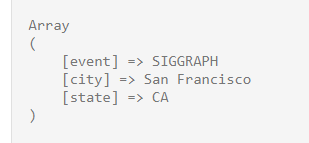 Array
(
[event] => SIGGRAPH
[city] => San Francisco
[state] => CA
)